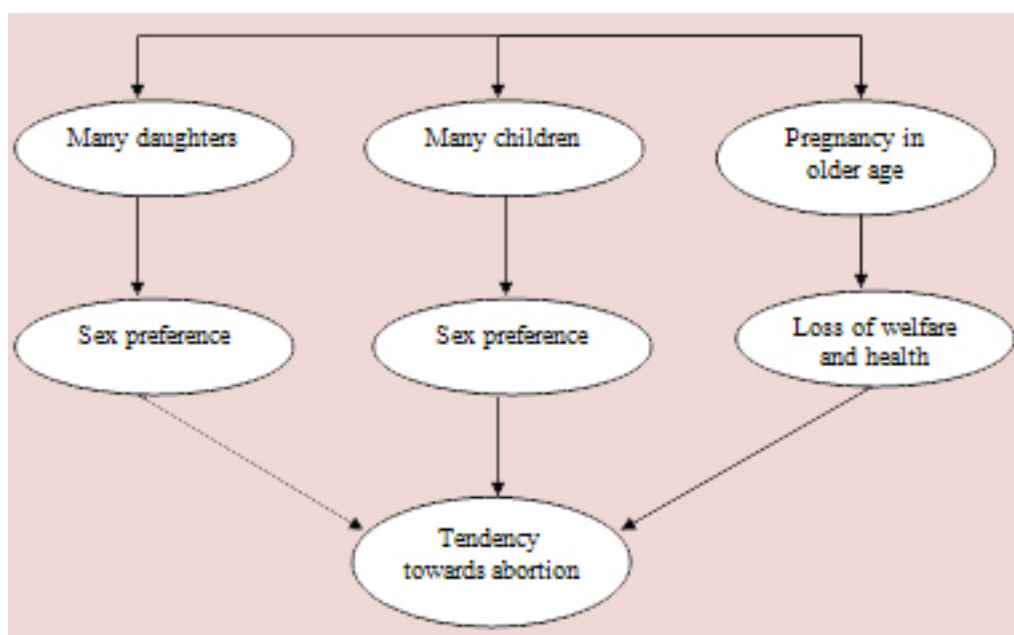 Many daughters
Many children
Pregnancy in
older age
Sex preference
Sex preference
Loss of welfare
and health
Tendency
towards abortion